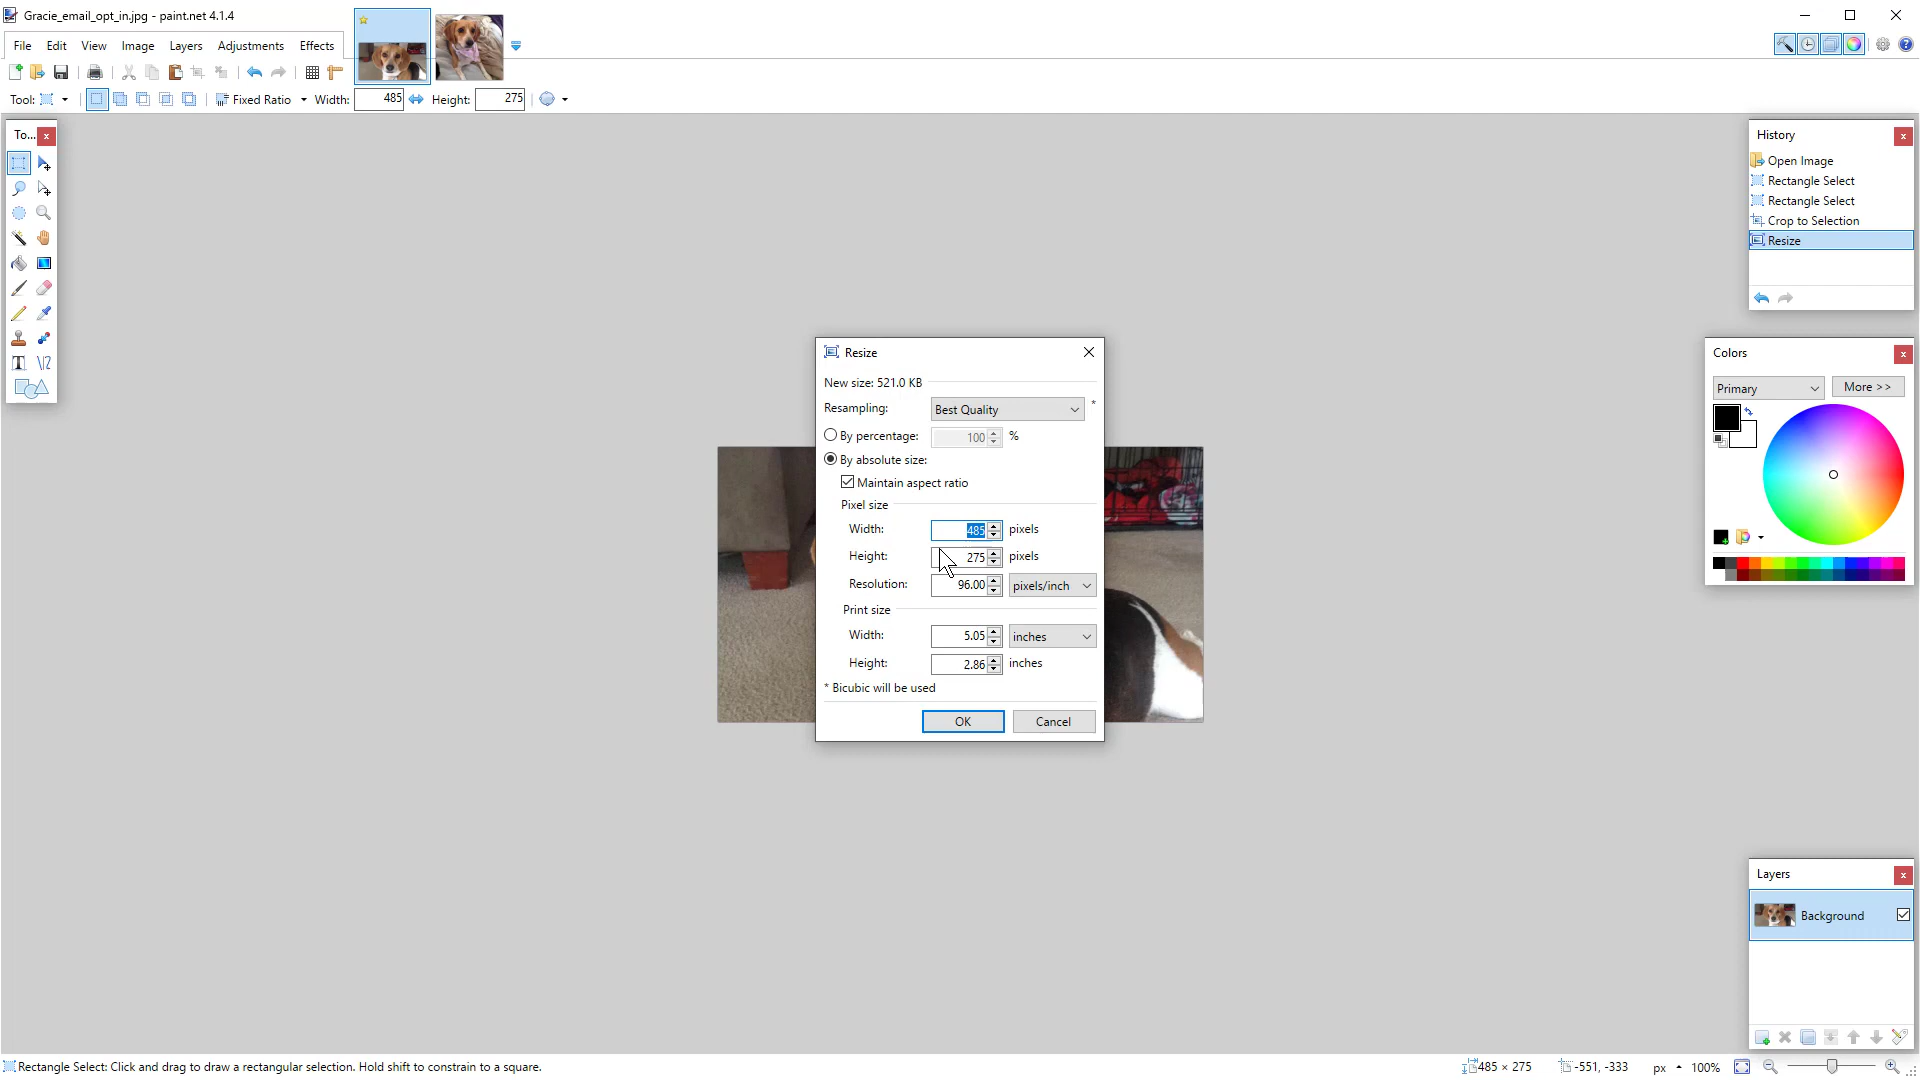 Gracie_email_opt_in.jpg - paint.net 4.1.4
File Edit View Image Layers Adjustments Effects
Tool: Fixed Ratio Width: 485 Height: 275
To...
History
Open Image
Rectangle Select
Rectangle Select
Crop to Selection
Resize
Resize
New size: 521.0 KB
Resampling: Best Quality *
By percentage: 100 %
By absolute size:
Maintain aspect ratio
Pixel size
Width: 485 pixels
Height: 275 pixels
Resolution: 96.00 pixels/inch
Print size
Width: 5.05 inches
Height: 2.86 inches
* Bicubic will be used
OK Cancel
Colors
Primary More >>
Layers
Background
Rectangle Select: Click and drag to draw a rectangular selection. Hold shift to constrain to a square.
485 × 275 -551, -333 px 100%